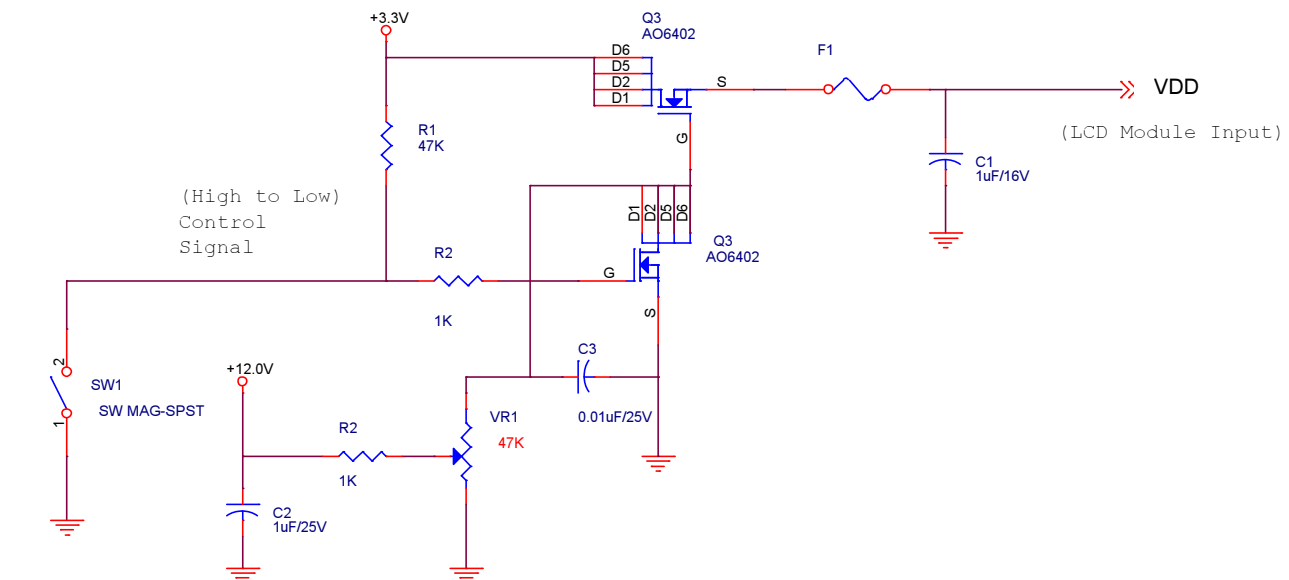 +3.3V
Q3
AO6402
D6
D5
D2
D1
S
G
F1
VDD
(LCD Module Input)
R1
47K
C1
1uF/16V
(High to Low)
Control
Signal
D1
D2
D5
D6
Q3
AO6402
R2
1K
G
S
2
SW1
SW MAG-SPST
1
+12.0V
C3
0.01uF/25V
VR1
47K
R2
1K
C2
1uF/25V